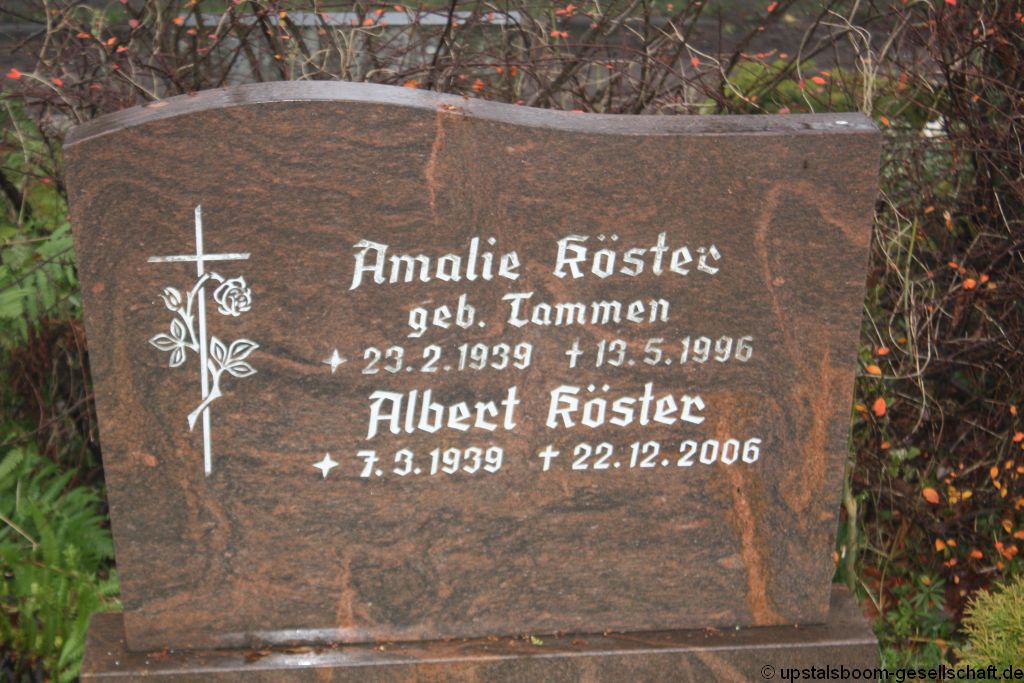 Amalie Köster
geb. Tammen
23.2.1939 † 13.5.1996
Albert Köster
7.3.1939 † 22.12.2006
© upstalsboom-gesellschaft.de